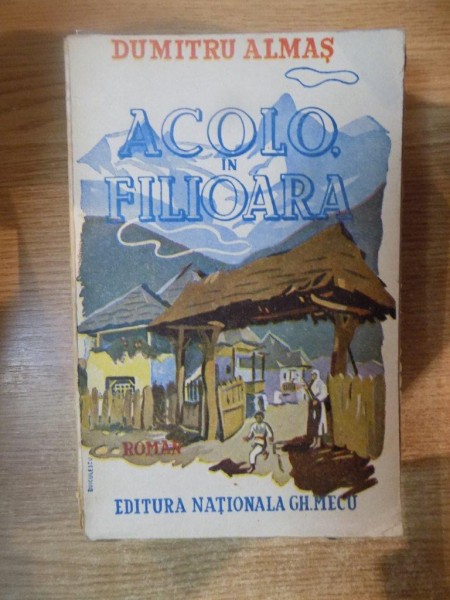 DUMITRU ALMAȘ
ACOLO,
IN
FILIOARA
ROMAN
EDITURA NAȚIONALA GH. MECU